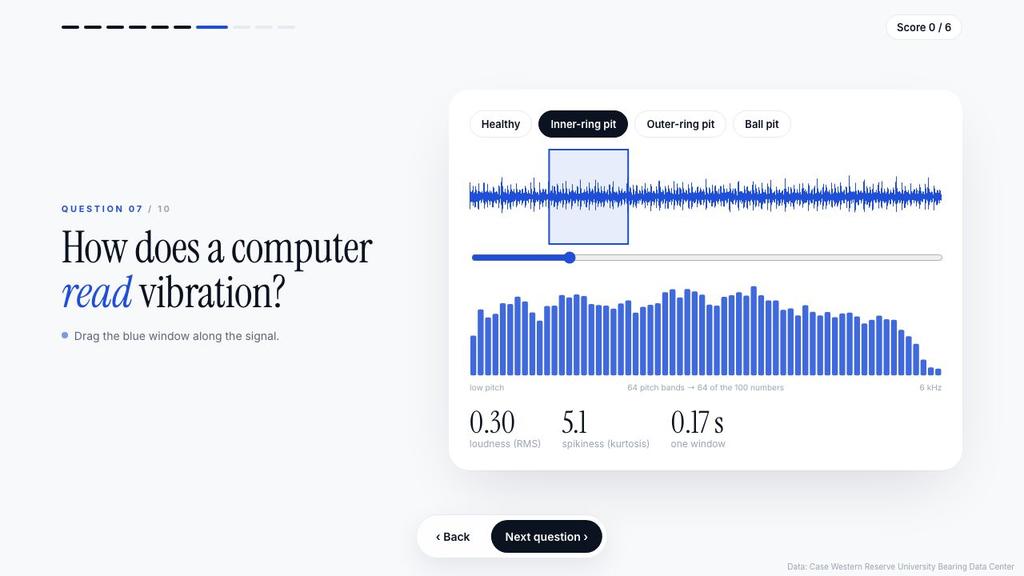 Score 0 / 6
QUESTION 07 / 10
How does a computer
read vibration?
Drag the blue window along the signal.
Healthy
Inner-ring pit
Outer-ring pit
Ball pit
low pitch
64 pitch bands → 64 of the 100 numbers
6 kHz
0.30
loudness (RMS)
5.1
spikiness (kurtosis)
0.17 s
one window
‹ Back
Next question ›
Data: Case Western Reserve University Bearing Data Center